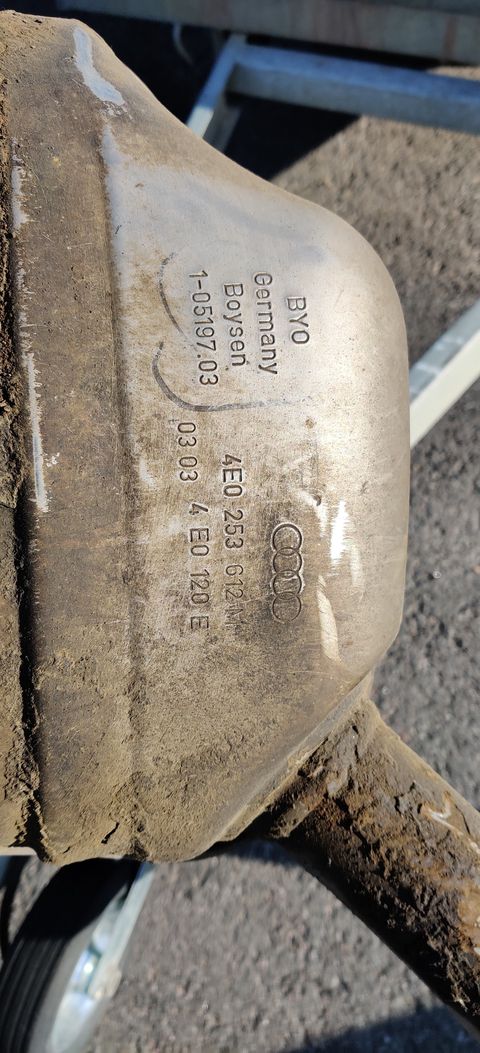 BYO
Germany
Boysen
1-05197.03
4E0 253 612 M
03 03 4 E0 120 E